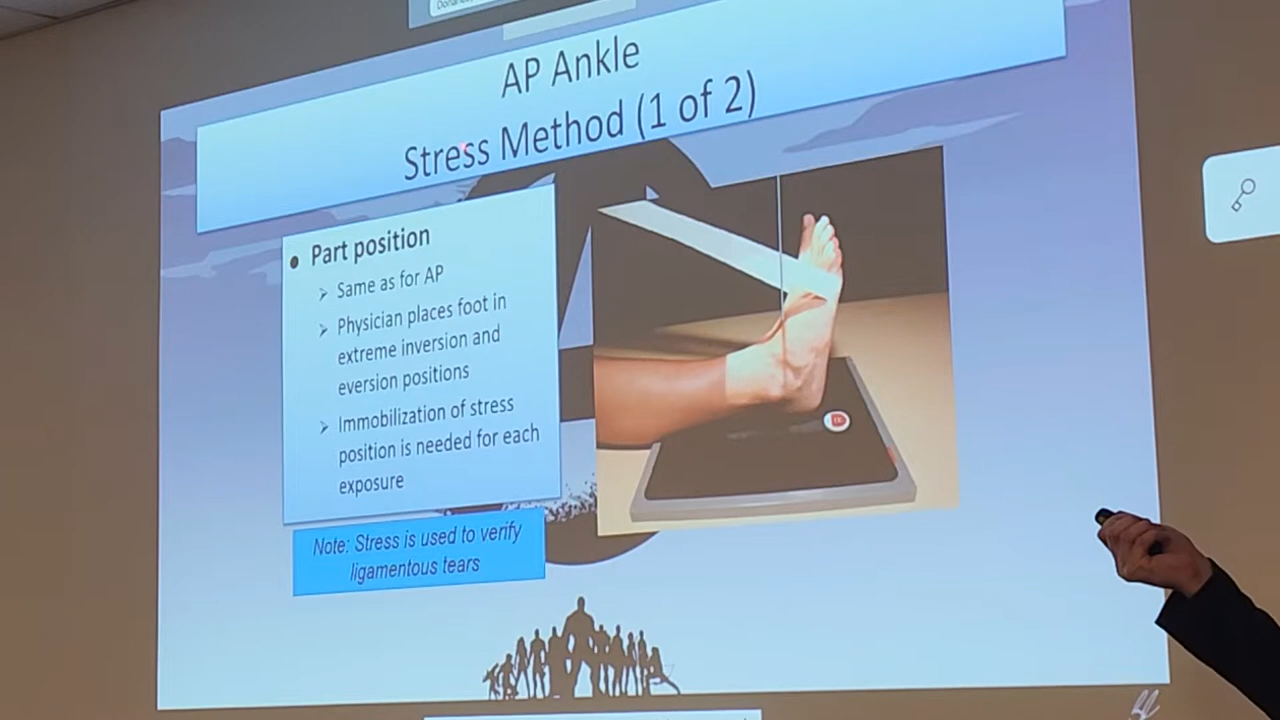 AP Ankle
Stress Method (1 of 2)
Part position
Same as for AP
Physician places foot in
extreme inversion and
eversion positions
Immobilization of stress
position is needed for each
exposure
Note: Stress is used to verify
ligamentous tears